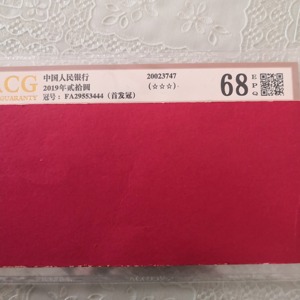 ACG
GUARANTY
中国人民银行
2019年贰拾圆
冠号：FA29553444（首发冠）
20023747
(☆☆☆)
68
EPQ